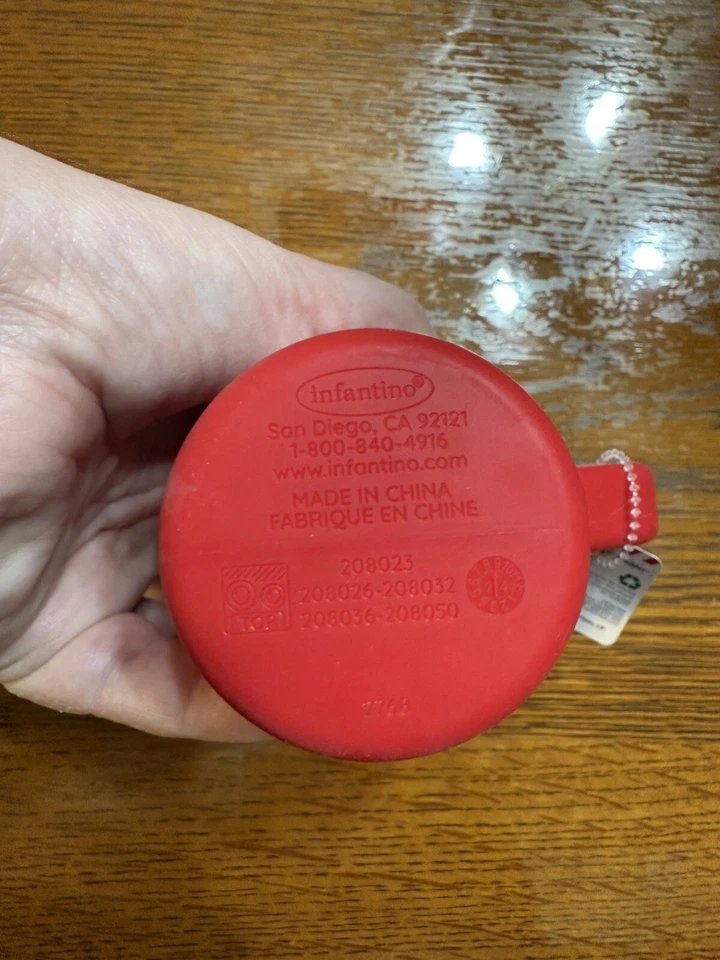 infantino®
San Diego, CA 92121
1-800-840-4916
www.infantino.com
MADE IN CHINA
FABRIQUE EN CHINE
208023
208026-208032
208036-208050
TOP
2768